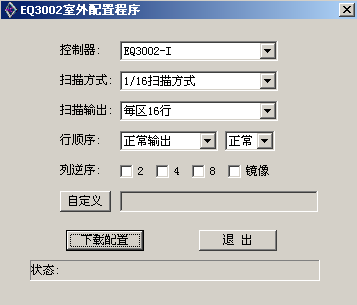 EQ3002室外配置程序
控制器: EQ3002-I
扫描方式: 1/16扫描方式
扫描输出: 每区16行
行顺序: 正常输出 正常
列逆序: 2 4 8 镜像
自定义
下载配置 退 出
状态: